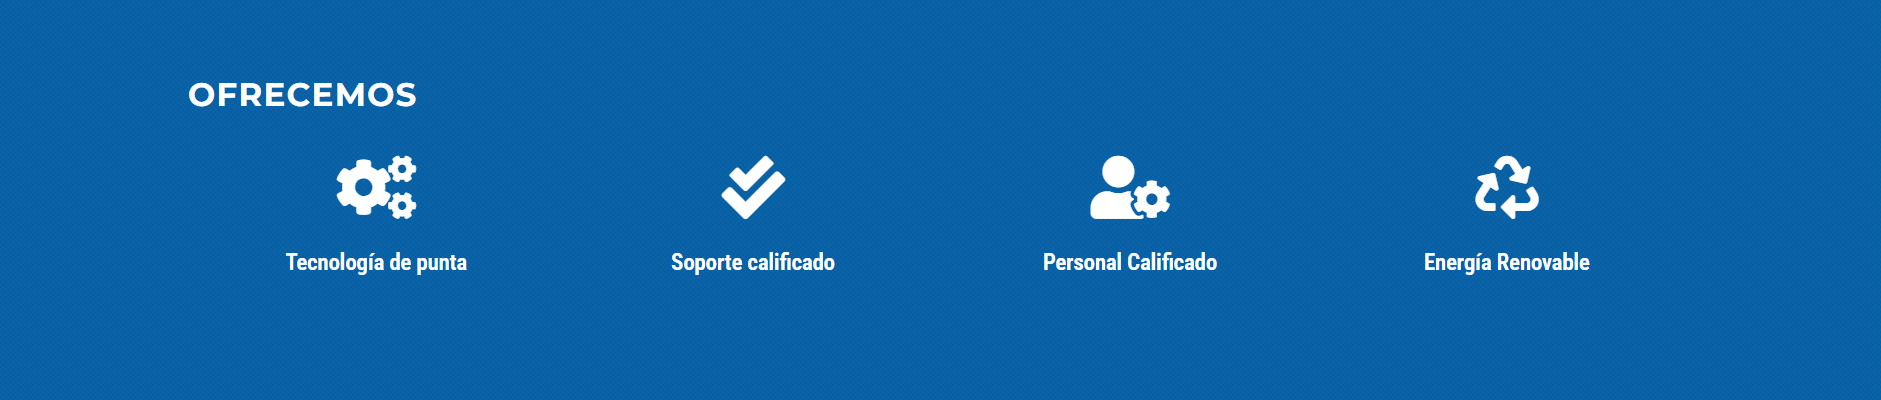 OFRECEMOS
Tecnología de punta
Soporte calificado
Personal Calificado
Energía Renovable